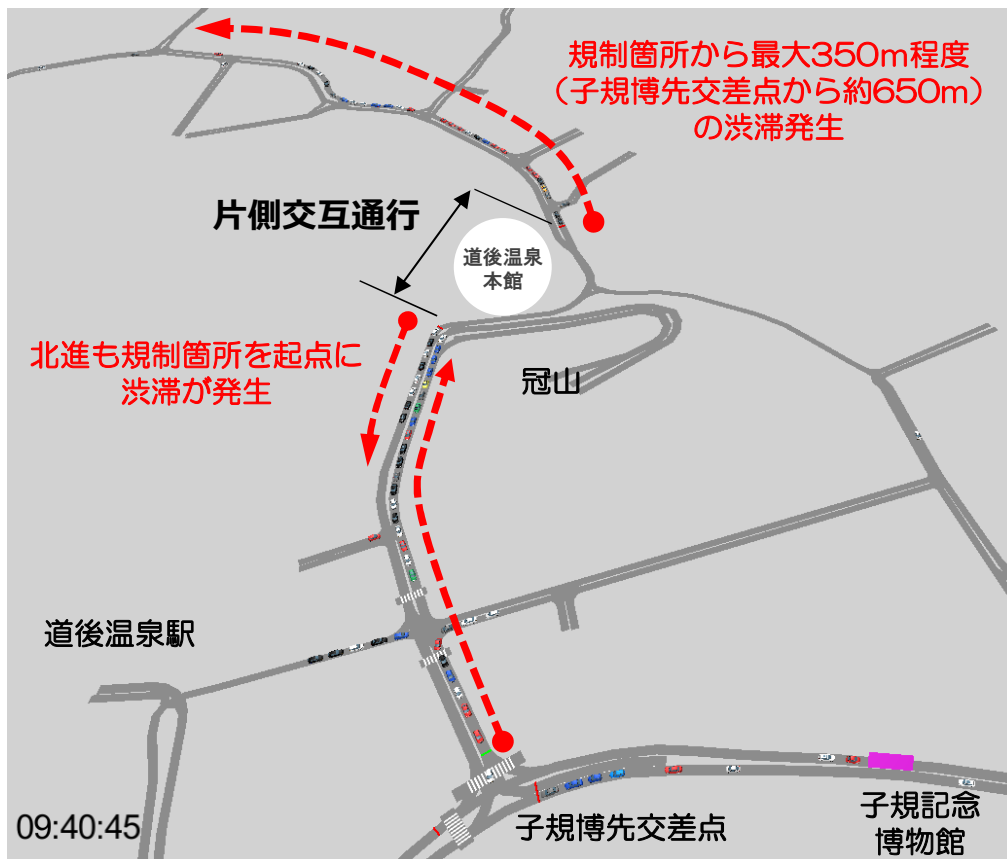 規制箇所から最大350m程度
（子規博先交差点から約650m）
の渋滞発生
片側交互通行
道後温泉
本館
北進も規制箇所を起点に
渋滞が発生
冠山
道後温泉駅
子規博先交差点
子規記念
博物館
09:40:45